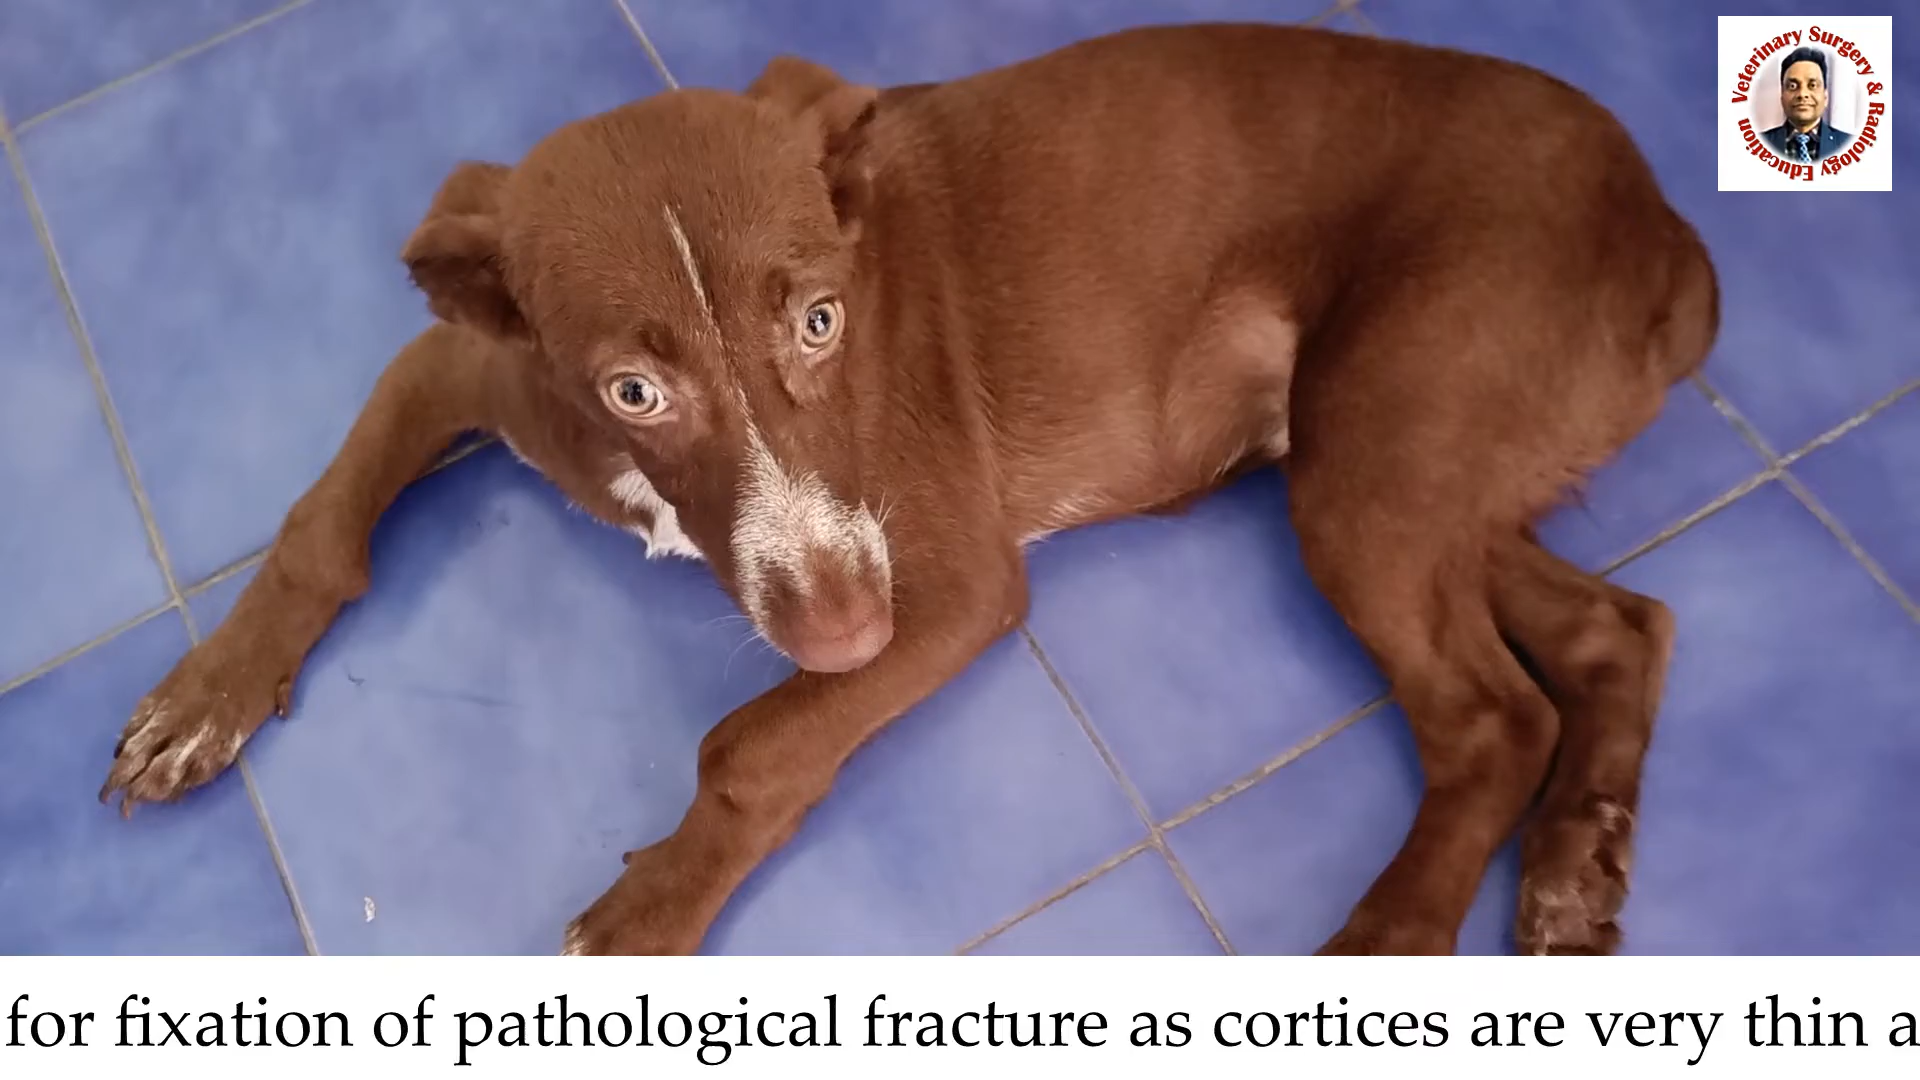 Veterinary Surgery & Radiology Education
for fixation of pathological fracture as cortices are very thin a